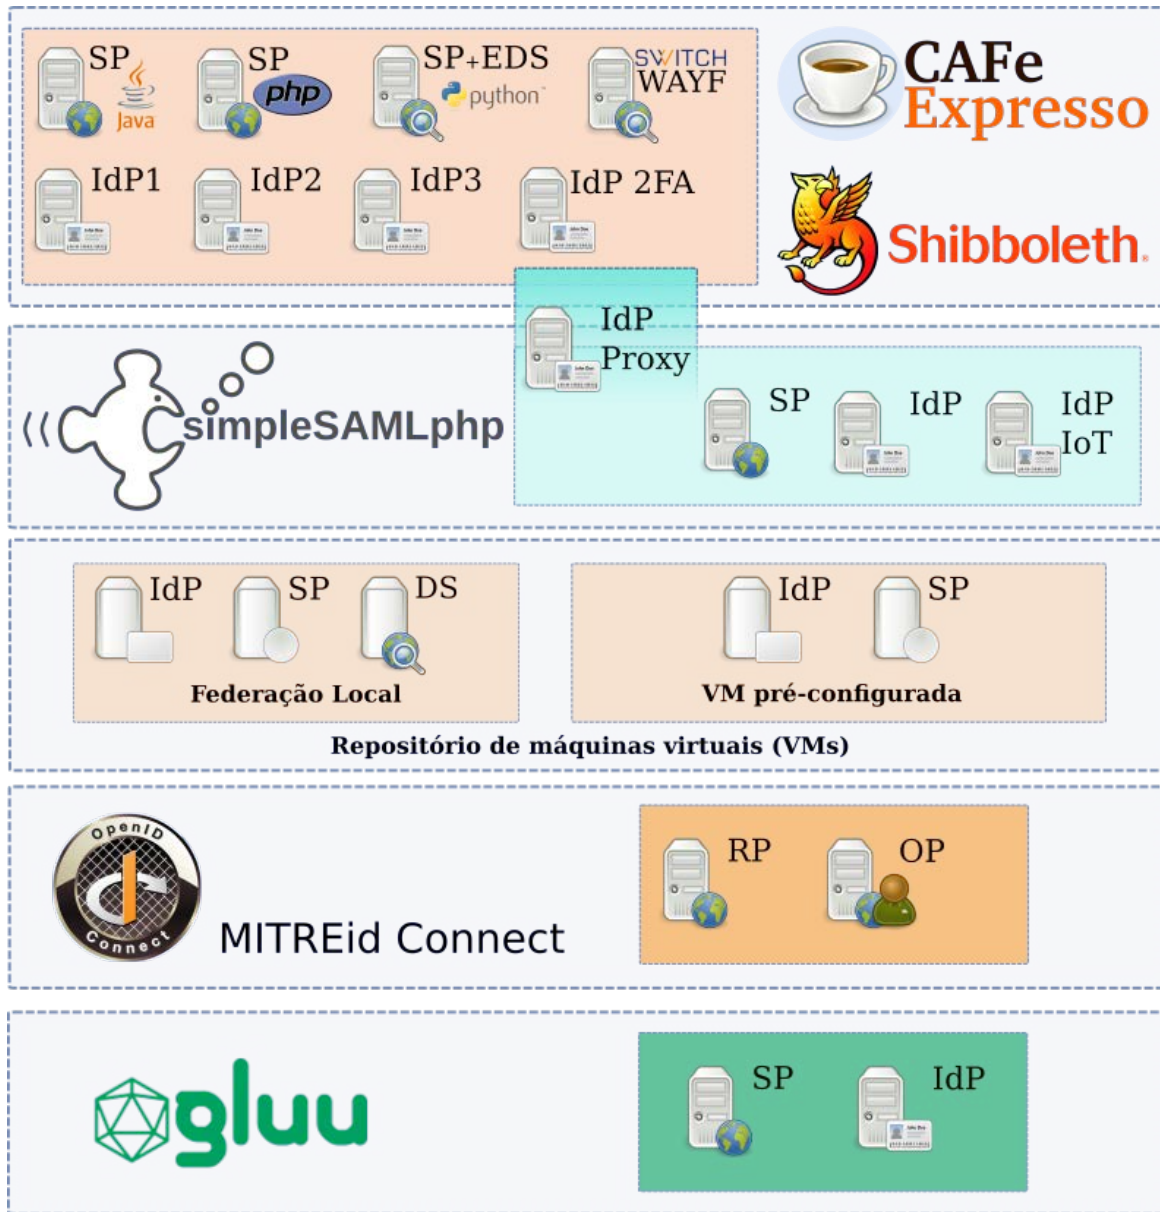 SP
Java
SP
php
SP+EDS
python
SWITCH
WAYF
CAFe
Expresso
IdP1
IdP2
IdP3
IdP 2FA
Shibboleth.
IdP
Proxy
simpleSAMLphp
SP
IdP
IdP
IoT
IdP
SP
DS
Federação Local
IdP
SP
VM pré-configurada
Repositório de máquinas virtuais (VMs)
OpenID
Connect
MITREid Connect
RP
OP
gluu
SP
IdP